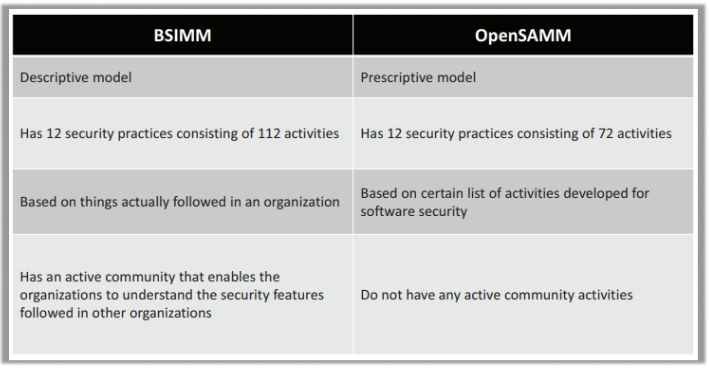 BSIMM
OpenSAMM
Descriptive model
Prescriptive model
Has 12 security practices consisting of 112 activities
Has 12 security practices consisting of 72 activities
Based on things actually followed in an organization
Based on certain list of activities developed for
software security
Has an active community that enables the
organizations to understand the security features
followed in other organizations
Do not have any active community activities